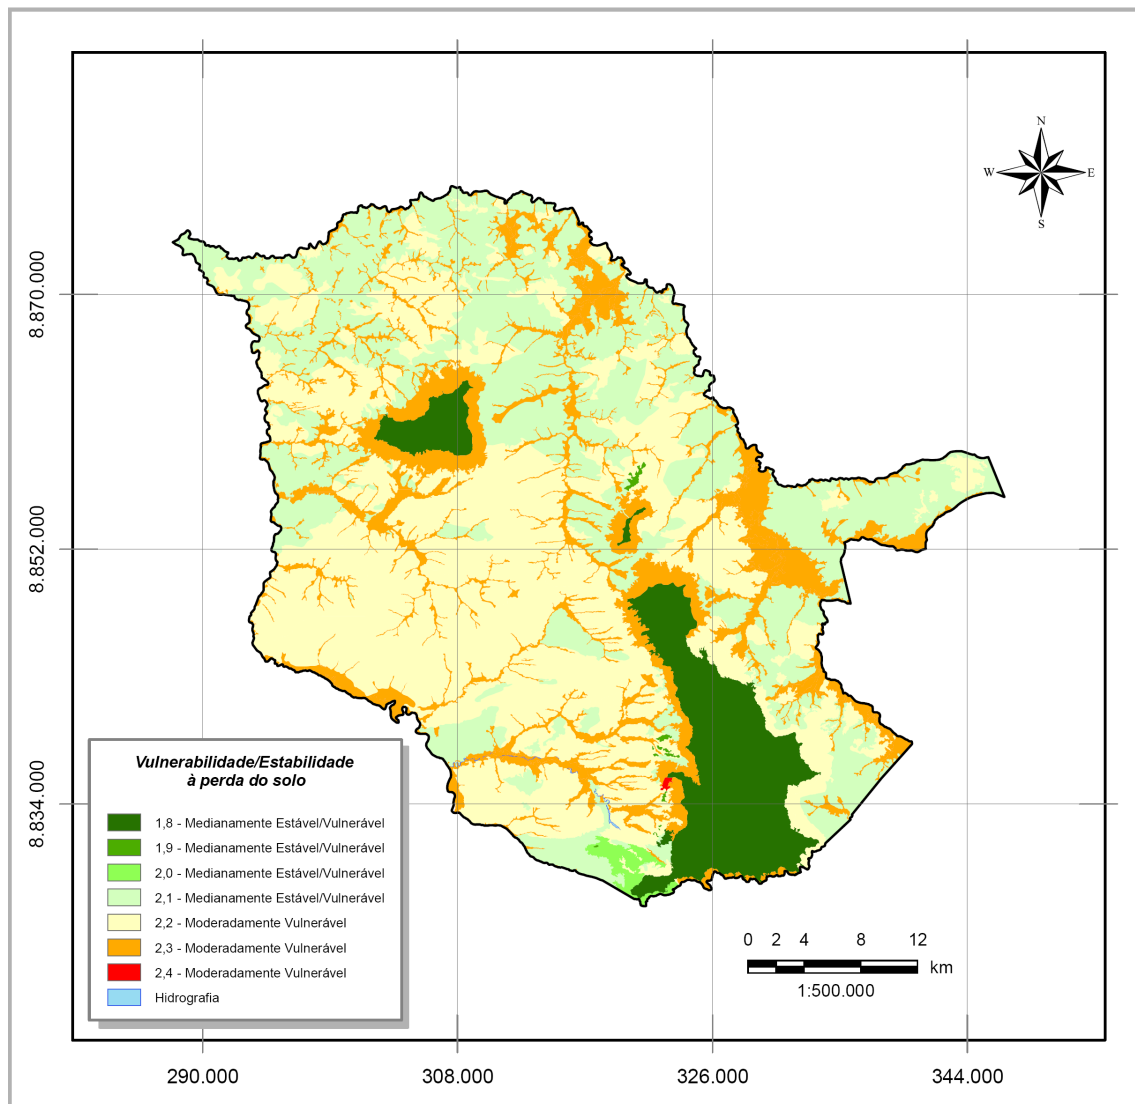 N
W E
S
8.870.000
8.852.000
8.834.000
Vulnerabilidade/Estabilidade
à perda do solo
1,8 - Medianamente Estável/Vulnerável
1,9 - Medianamente Estável/Vulnerável
2,0 - Medianamente Estável/Vulnerável
2,1 - Medianamente Estável/Vulnerável
2,2 - Moderadamente Vulnerável
2,3 - Moderadamente Vulnerável
2,4 - Moderadamente Vulnerável
Hidrografia
0 2 4 8 12
km
1:500.000
290.000 308.000 326.000 344.000